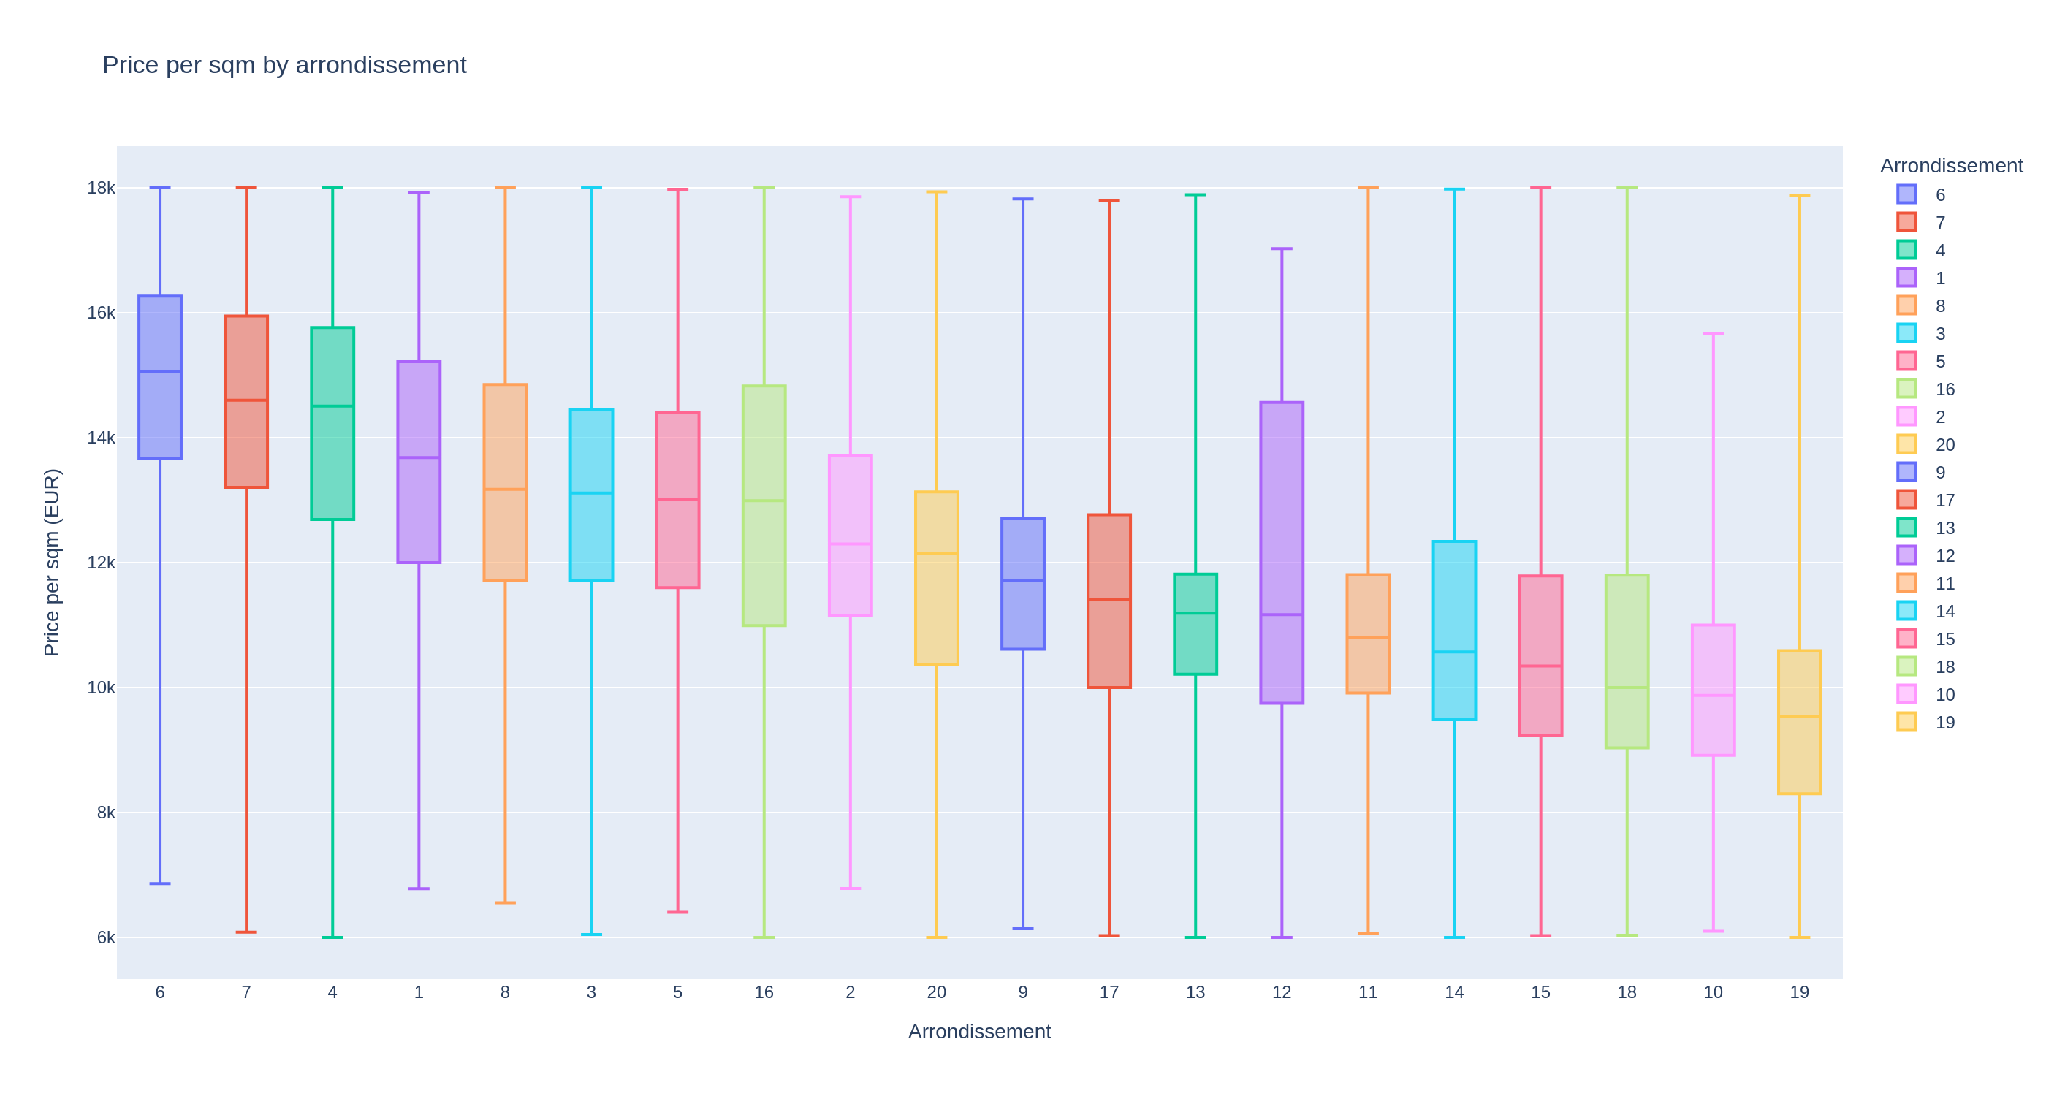 Price per sqm by arrondissement
Price per sqm (EUR)
18k
16k
14k
12k
10k
8k
6k
6 7 4 1 8 3 5 16 2 20 9 17 13 12 11 14 15 18 10 19
Arrondissement
Arrondissement
6
7
4
1
8
3
5
16
2
20
9
17
13
12
11
14
15
18
10
19